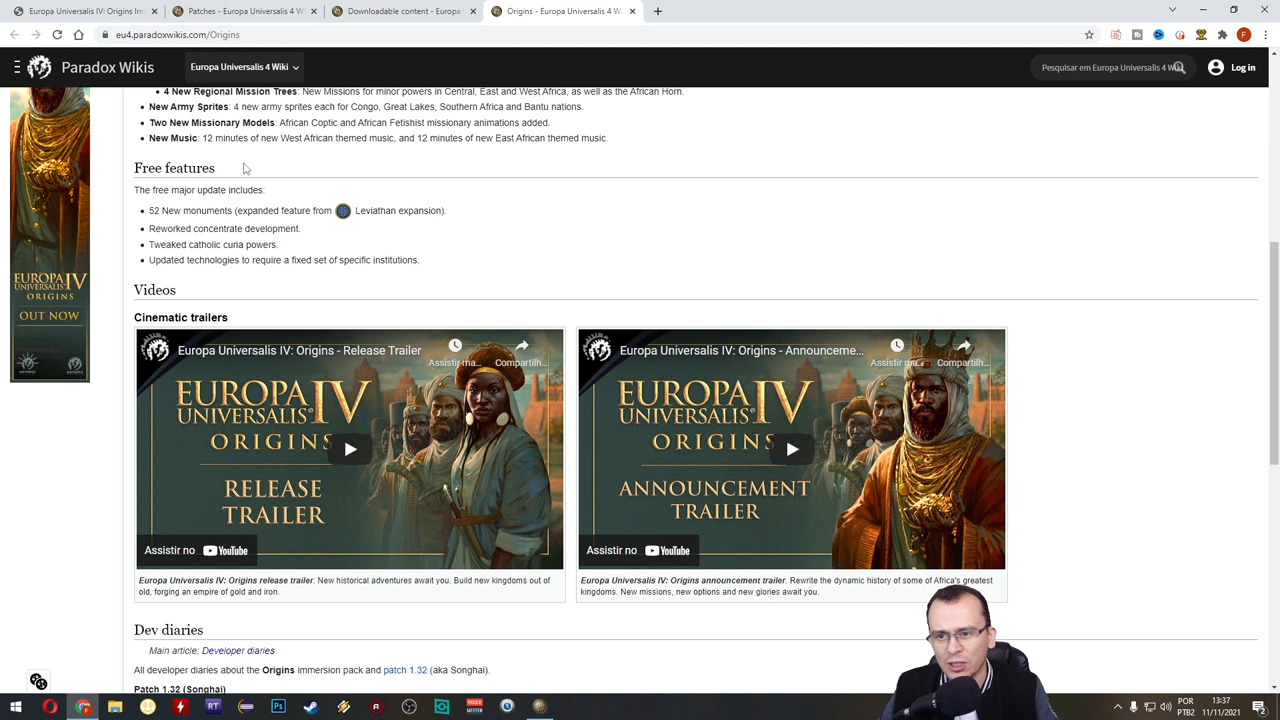 Europa Universalis IV: Origins Im
Patches - Europa Universalis 4 W
Downloadable content - Europa
Origins - Europa Universalis 4 W
eu4.paradoxwikis.com/Origins
Paradox Wikis
Europa Universalis 4 Wiki
Pesquisar em Europa Universalis 4 Wiki
Log in
4 New Regional Mission Trees: New Missions for minor powers in Central, East and West Africa, as well as the African Horn.
New Army Sprites: 4 new army sprites each for Congo, Great Lakes, Southern Africa and Bantu nations.
Two New Missionary Models: African Coptic and African Fetishist missionary animations added.
New Music: 12 minutes of new West African themed music, and 12 minutes of new East African themed music.
Free features
The free major update includes:
52 New monuments (expanded feature from Leviathan expansion).
Reworked concentrate development.
Tweaked catholic curia powers.
Updated technologies to require a fixed set of specific institutions.
EUROPA IV
ORIGINS
OUT NOW
Videos
Cinematic trailers
Europa Universalis IV: Origins - Release Trailer
Assistir ma...
Compartilh...
EUROPA IV
UNIVERSALIS
ORIGINS
RELEASE
TRAILER
Assistir no YouTube
Europa Universalis IV: Origins - Announceme...
Assistir ma...
Compartilh...
EUROPA IV
UNIVERSALIS
ORIGINS
ANNOUNCEMENT
TRAILER
Assistir no YouTube
Europa Universalis IV: Origins release trailer. New historical adventures await you. Build new kingdoms out of
old, forging an empire of gold and iron.
Europa Universalis IV: Origins announcement trailer. Rewrite the dynamic history of some of Africa's greatest
kingdoms. New missions, new options and new glories await you.
Dev diaries
Main article: Developer diaries
All developer diaries about the Origins immersion pack and patch 1.32 (aka Songhai).
Patch 1.32 (Songhai)
POR
PTB2
13:37
11/11/2021